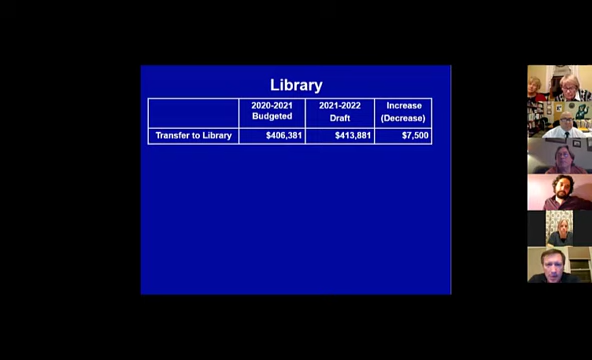 Library
2020-2021 Budgeted
2021-2022 Draft
Increase (Decrease)
Transfer to Library $406,381 $413,881 $7,500